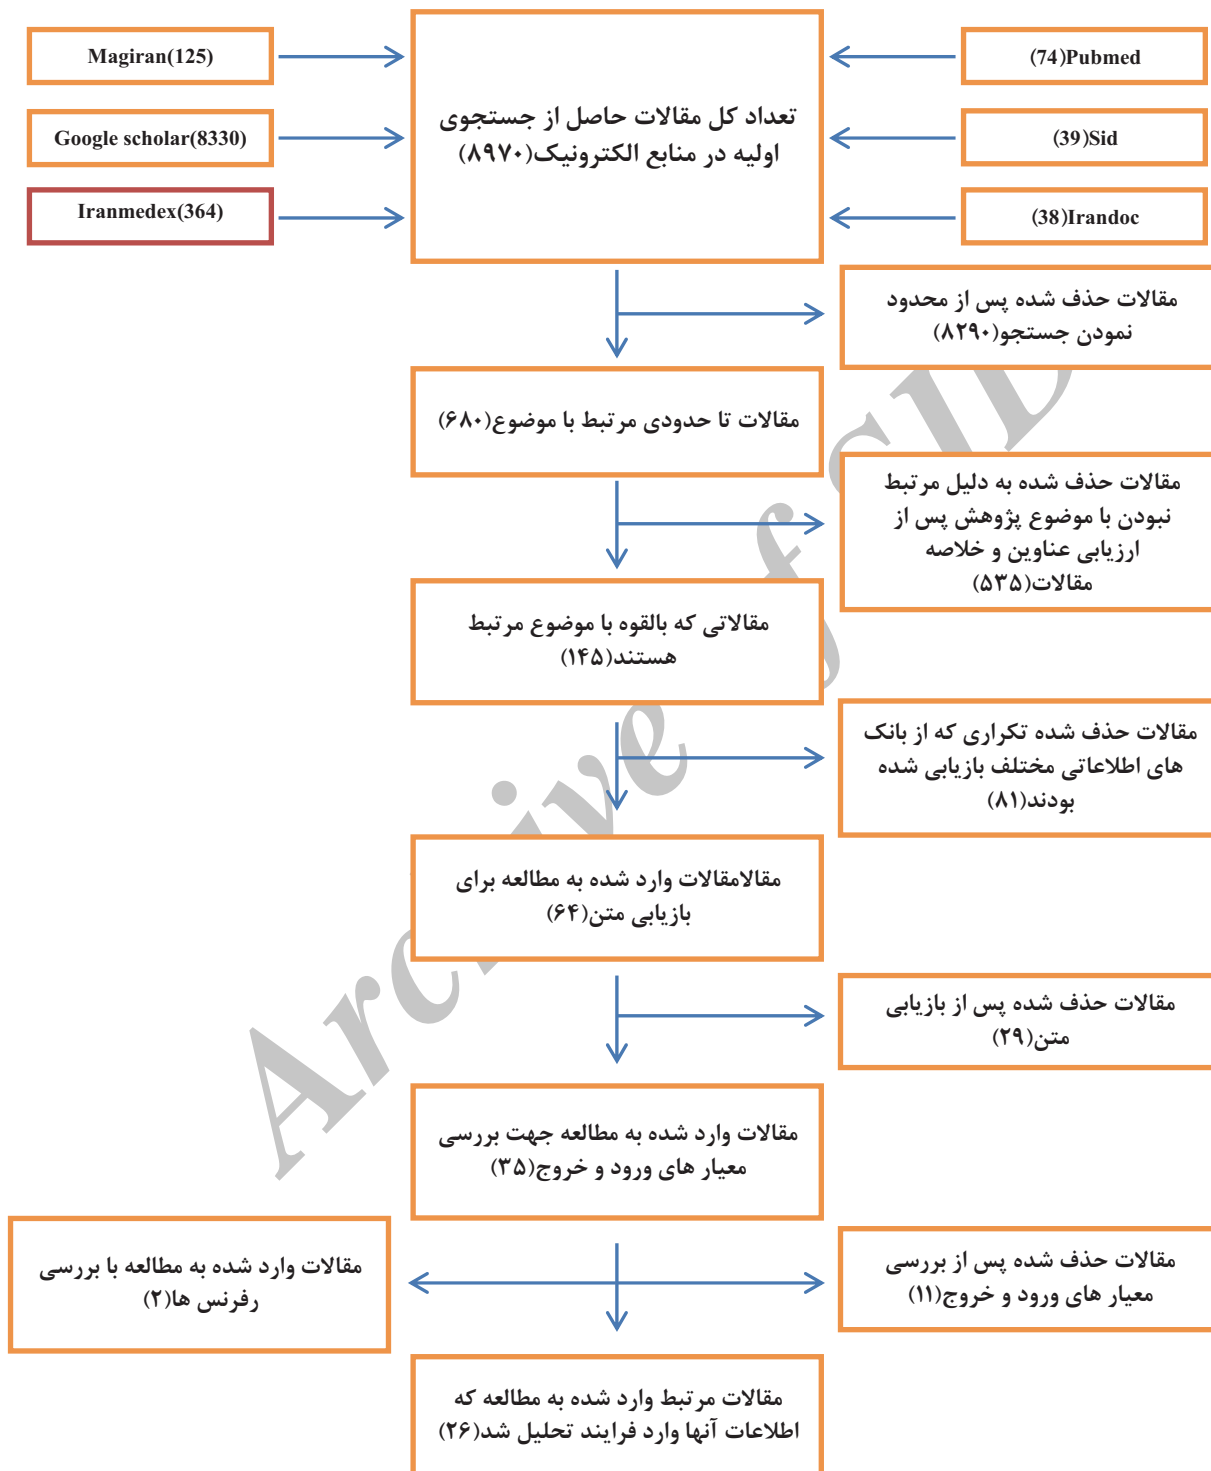 Magiran(125)
Google scholar(8330)
Iranmedex(364)
(74)Pubmed
(39)Sid
(38)Irandoc
تعداد کل مقالات حاصل از جستجوی
اولیه در منابع الکترونیک(۸۹۷۰)
مقالات حذف شده پس از محدود
نمودن جستجو(۸۲۹۰)
مقالات تا حدودی مرتبط با موضوع(۶۸۰)
مقالات حذف شده به دلیل مرتبط
نبودن با موضوع پژوهش پس از
ارزیابی عناوین و خلاصه
مقالات(۵۳۵)
مقالاتی که بالقوه با موضوع مرتبط
هستند(۱۴۵)
مقالات حذف شده تکراری که از بانک
های اطلاعاتی مختلف بازیابی شده
بودند(۸۱)
مقالامقالات وارد شده به مطالعه برای
بازیابی متن(۶۴)
مقالات حذف شده پس از بازیابی
متن(۲۹)
مقالات وارد شده به مطالعه جهت بررسی
معیار های ورود و خروج(۳۵)
مقالات حذف شده پس از بررسی
معیار های ورود و خروج(۱۱)
مقالات وارد شده به مطالعه با بررسی
رفرنس ها(۲)
مقالات مرتبط وارد شده به مطالعه که
اطلاعات آنها وارد فرایند تحلیل شد(۲۶)
Archive of SID